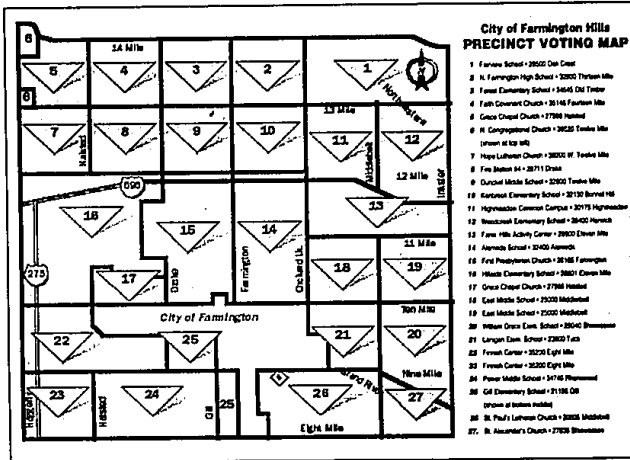 City of Farmington Hills
PRECINCT VOTING MAP
1 Fairview School • 28500 Oak Crest
2 N. Farmington High School • 32900 Thirteen Mile
3 Forest Elementary School • 34545 Old Timber
4 Faith Covenant Church • 35146 Fourteen Mile
5 Grace Chapel Church • 27996 Halsted
6 N. Congregational Church • 36520 Twelve Mile
(shown at top left)
7 Hope Lutheran Church • 39200 W. Twelve Mile
8 Fire Station #4 • 28711 Drake
9 Dunckel Middle School • 32800 Twelve Mile
10 Kenbrook Elementary School • 32130 Bonnet Hill
11 Highmeadow Common Campus • 30175 Highmeadow
12 Woodcreek Elementary School • 28400 Harwich
13 Farm. Hills Activity Center • 28600 Eleven Mile
14 Alameda School • 32400 Alameda
15 First Presbyterian Church • 26165 Farmington
16 Hillside Elementary School • 36801 Eleven Mile
17 Grace Chapel Church • 27996 Halsted
18 East Middle School • 25000 Middlebelt
19 East Middle School • 25000 Middlebelt
20 William Grace Elem. School • 29040 Shiawassee
21 Longacre Elem. School • Tuck
22 Finnish Center • 35200 Eight Mile
23 Finnish Center • 35200 Eight Mile
24 Power Middle School • 34740 Rhonswood
25 Gill Elementary School • 21195 Gill
(shown at bottom middle)
26 St. Paul's Lutheran Church • 20805 Middlebelt
27. St. Alexander's Church • 27835 Shiawassee
6
14 Mile
5
4
3
2
1
Northwestern
6
13 Mile
7
8
9
10
11
12
Halsted
Middlebelt
12 Mile
Inkster
696
16
15
14
13
11 Mile
275
17
Drake
Farmington
Orchard Lk.
18
19
City of Farmington
Ten Mile
22
25
21
20
Grand River
Nine Mile
23
24
25
26
27
Haggerty
Halsted
Gill
Eight Mile